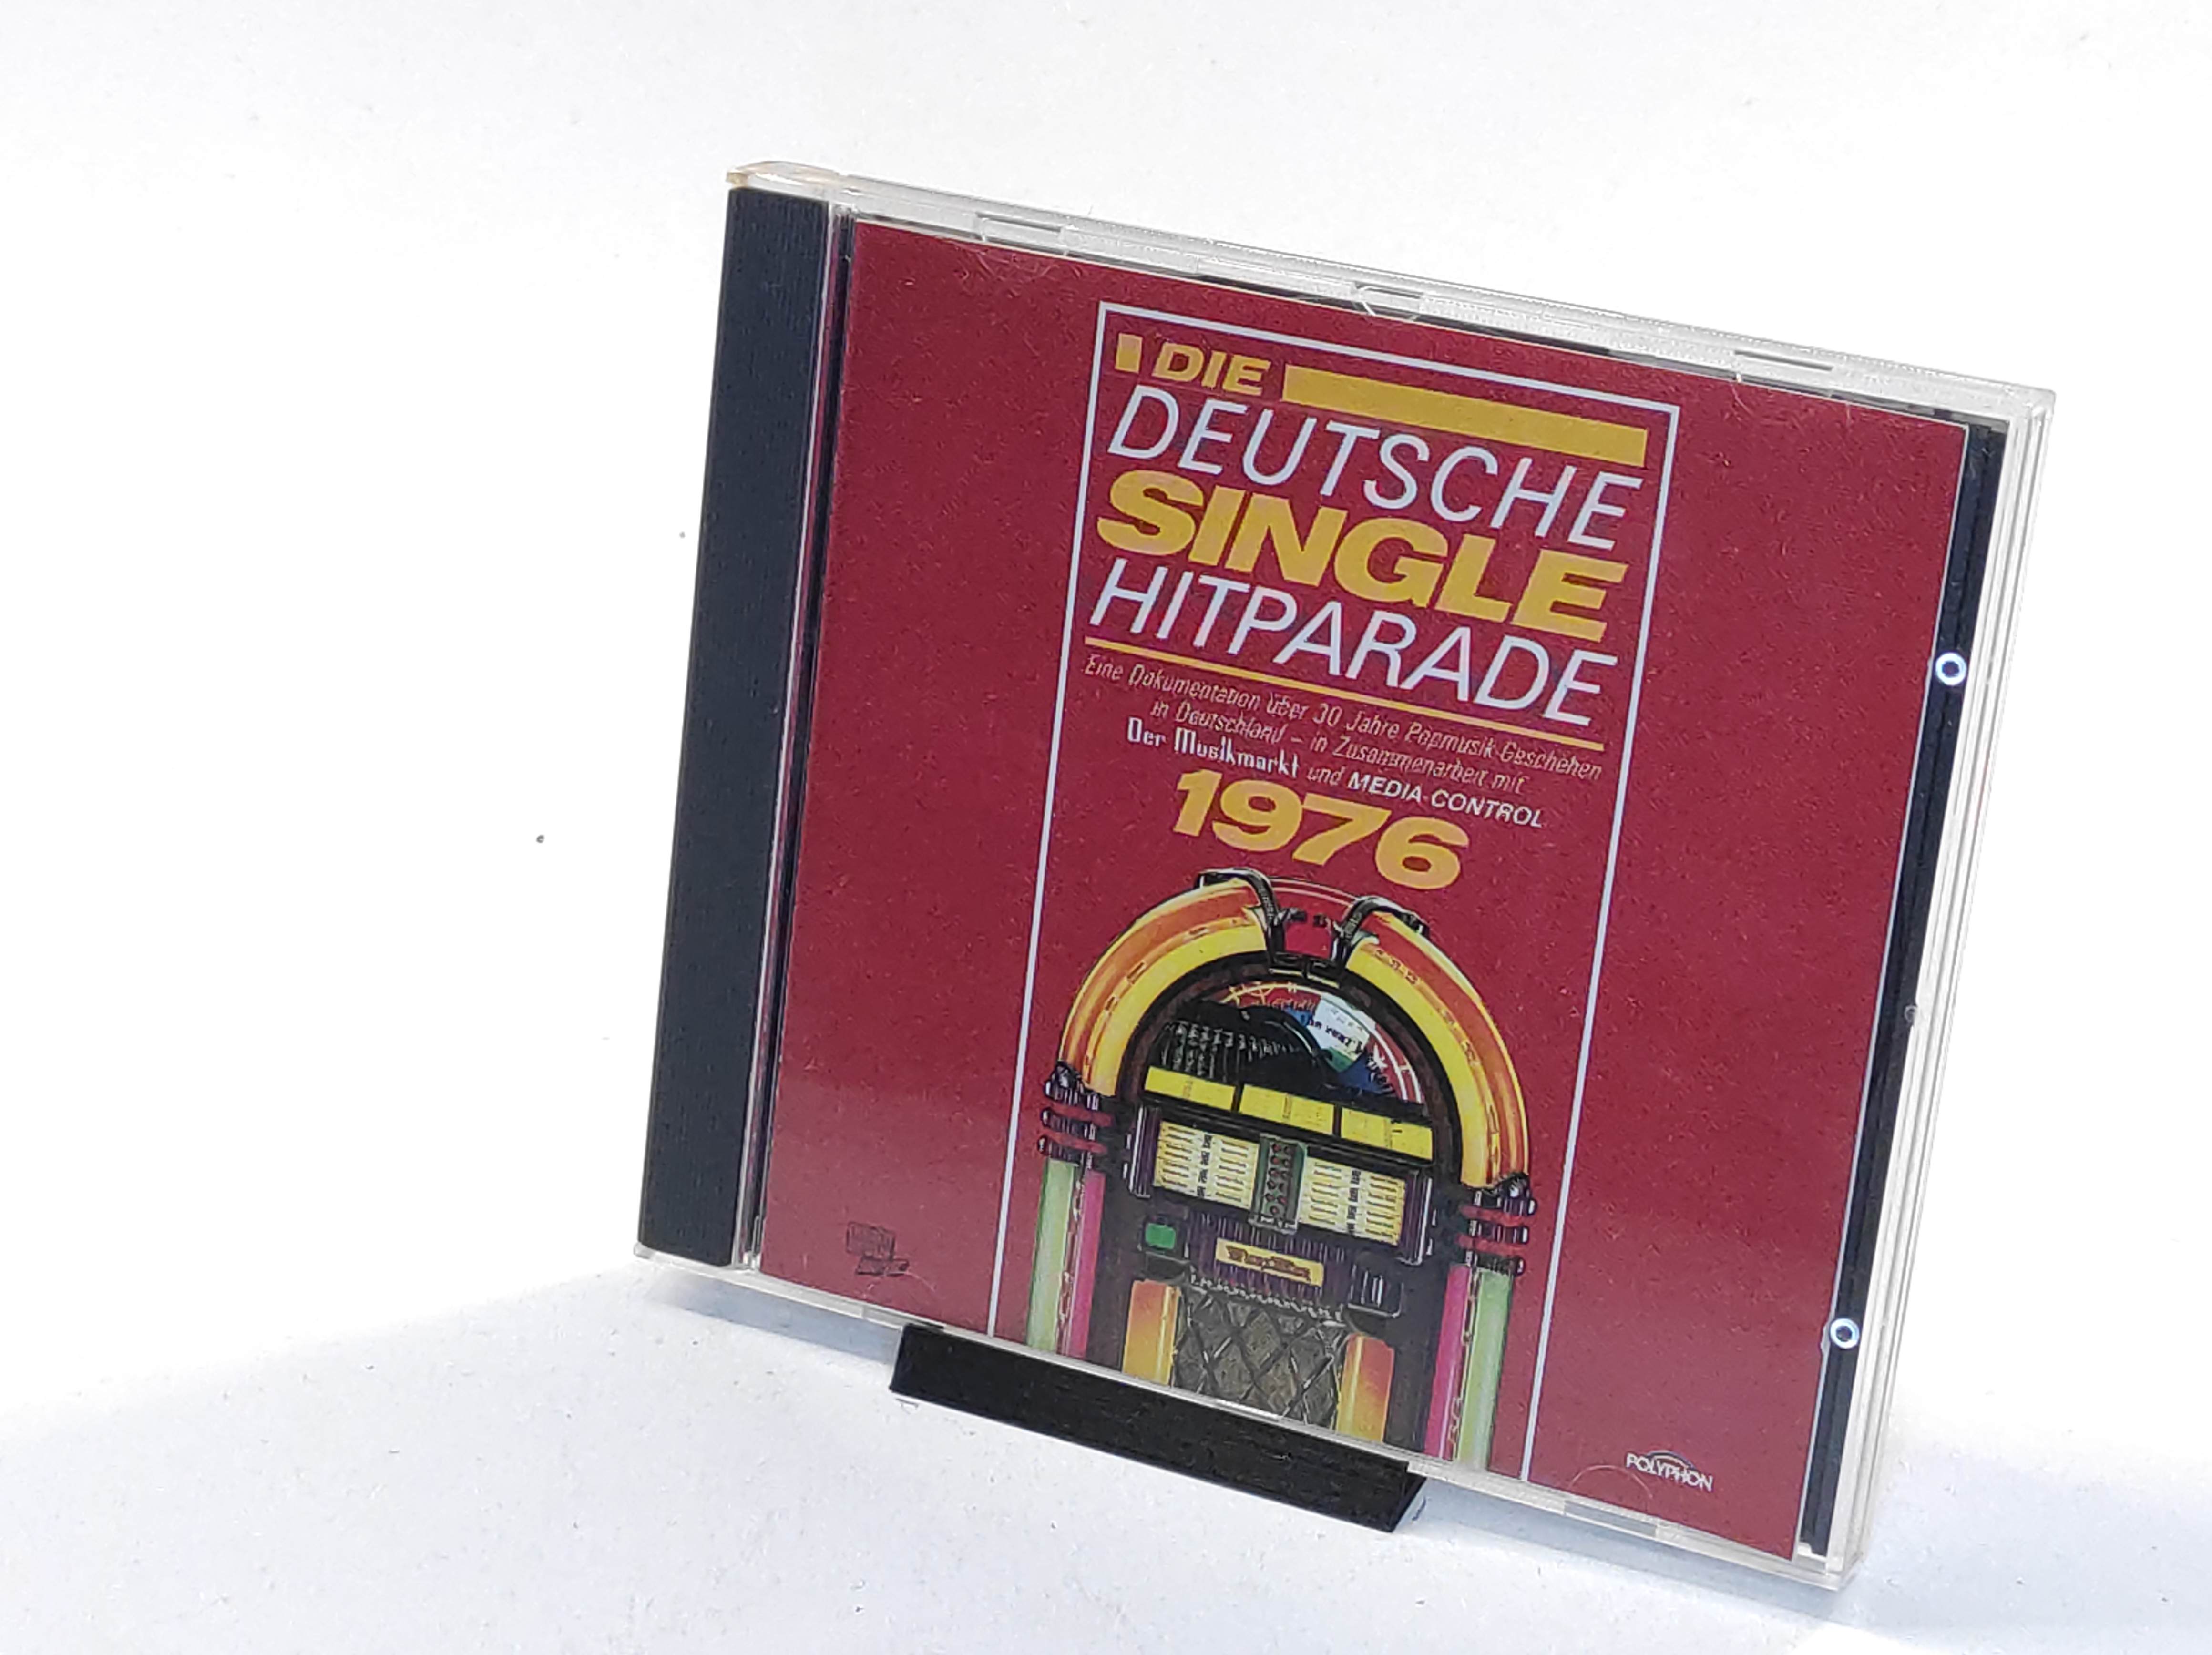 DIE
DEUTSCHE
SINGLE
HITPARADE
Eine Dokumentation über 30 Jahre Popmusik-Geschehen
in Deutschland – in Zusammenarbeit mit
Der Musikmarkt und MEDIA CONTROL
1976
POLYPHON